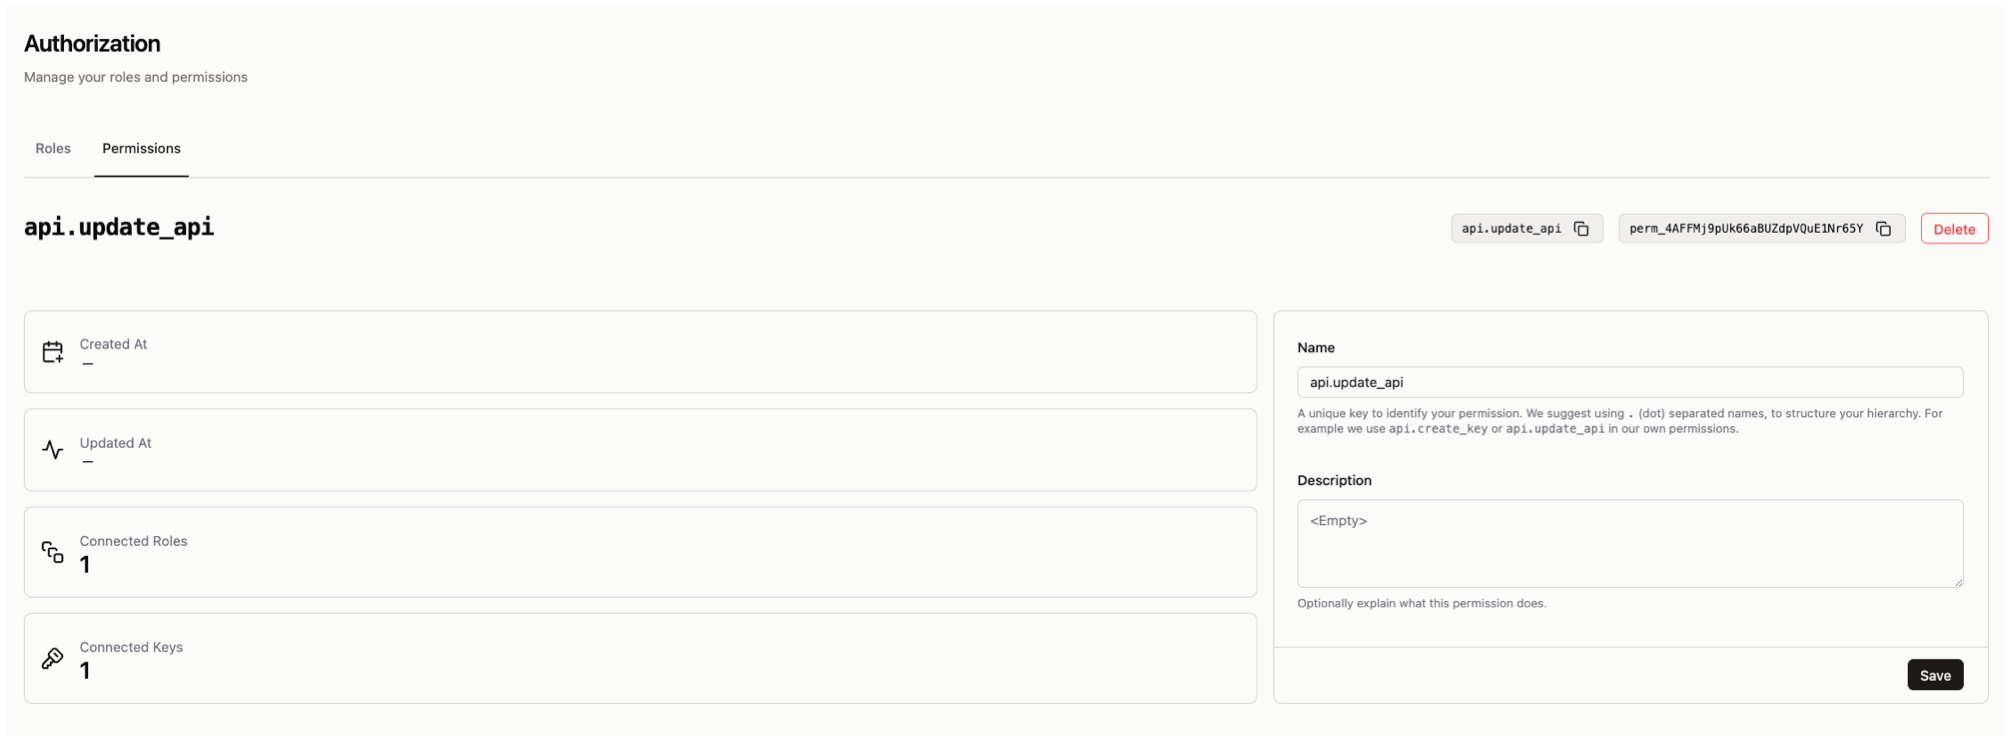 Authorization
Manage your roles and permissions
Roles
Permissions
api.update_api
api.update_api
perm_4AFFMj9pUk66aBUZdpVQuE1Nr65Y
Delete
Created At
—
Updated At
—
Connected Roles
1
Connected Keys
1
Name
api.update_api
A unique key to identify your permission. We suggest using . (dot) separated names, to structure your hierarchy. For
example we use api.create_key or api.update_api in our own permissions.
Description
<Empty>
Optionally explain what this permission does.
Save